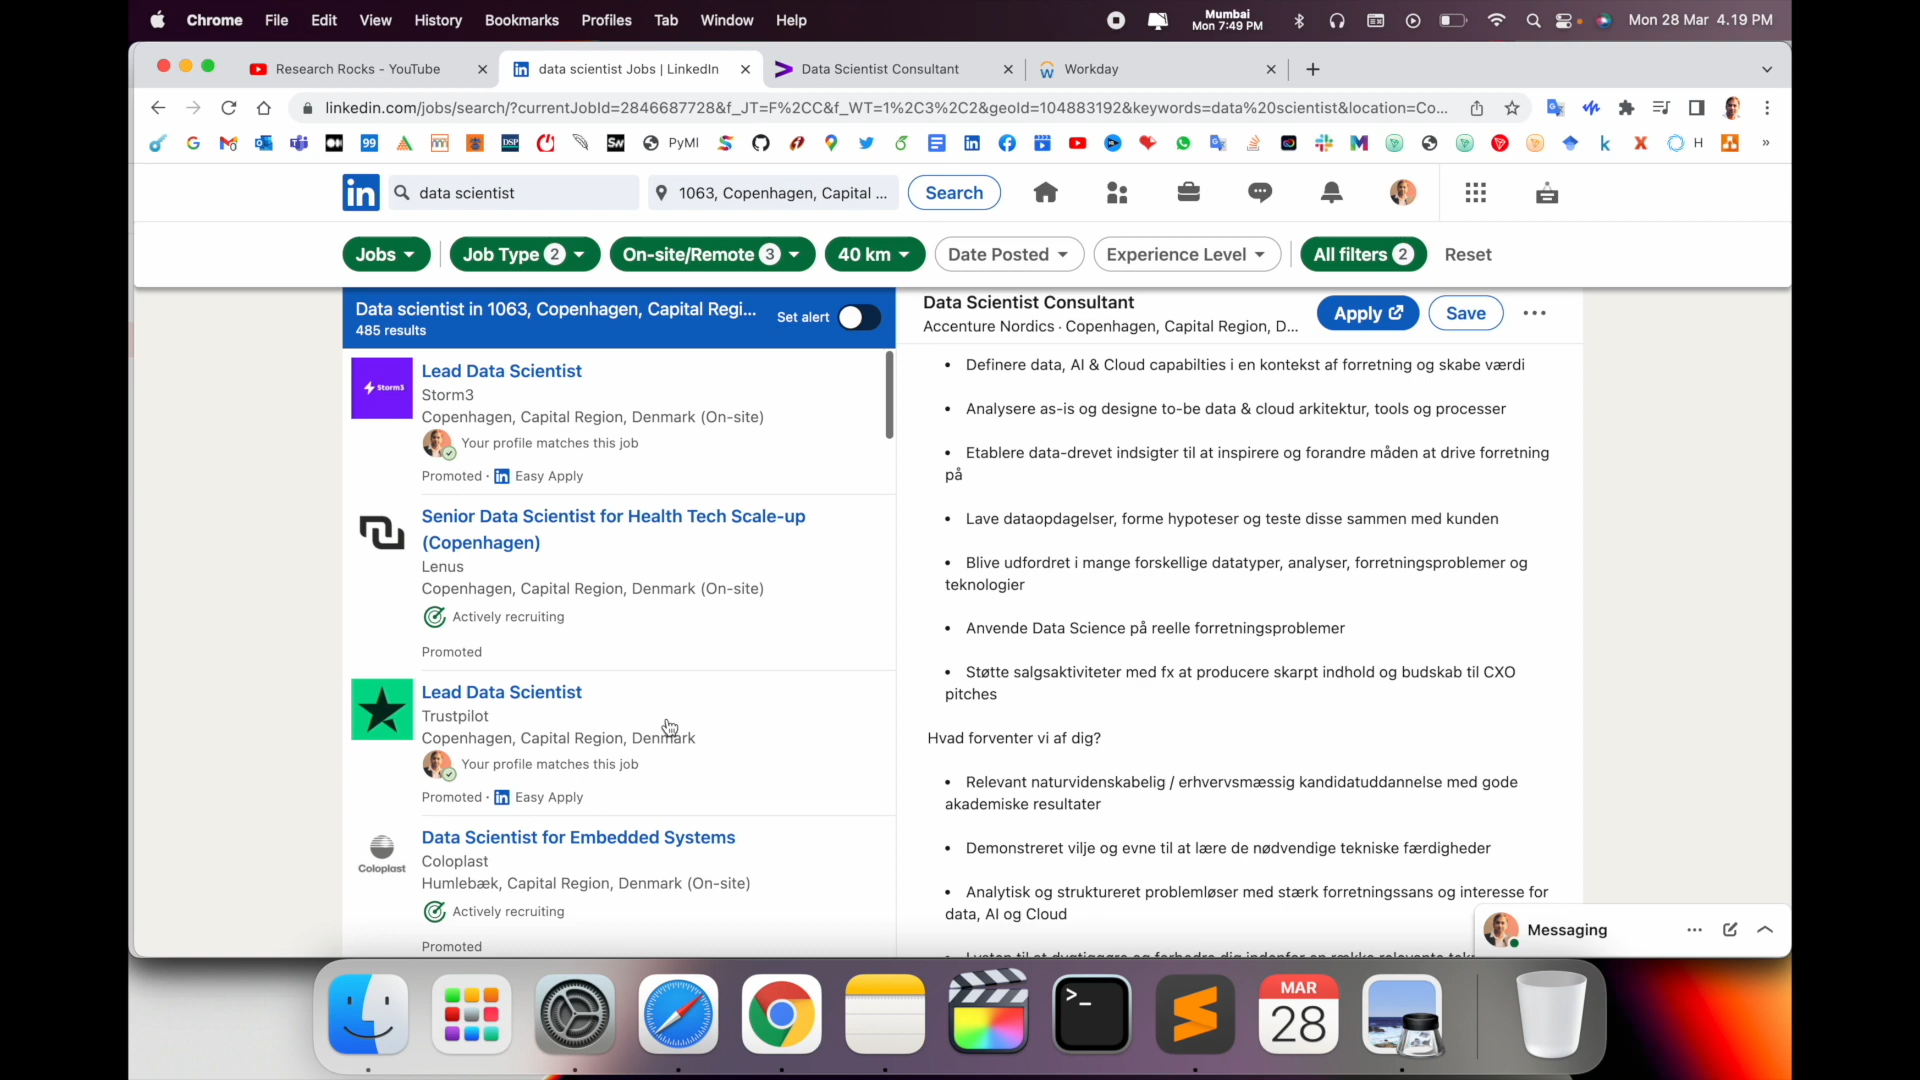 Chrome File Edit View History Bookmarks Profiles Tab Window Help
Mumbai
Mon 7:49 PM
Mon 28 Mar 4.19 PM
Research Rocks - YouTube
data scientist Jobs | LinkedIn
Data Scientist Consultant
Workday
linkedin.com/jobs/search/?currentJobId=2846687728&f_JT=F%2CC&f_WT=1%2C3%2C2&geoId=104883192&keywords=data%20scientist&location=Co...
99 DSP SW PyMI H »
in data scientist 1063, Copenhagen, Capital ... Search
Jobs Job Type 2 On-site/Remote 3 40 km Date Posted Experience Level All filters 2 Reset
Data scientist in 1063, Copenhagen, Capital Regi...
485 results
Set alert
Storm3
Lead Data Scientist
Storm3
Copenhagen, Capital Region, Denmark (On-site)
Your profile matches this job
Promoted · in Easy Apply
Senior Data Scientist for Health Tech Scale-up
(Copenhagen)
Lenus
Copenhagen, Capital Region, Denmark (On-site)
Actively recruiting
Promoted
Lead Data Scientist
Trustpilot
Copenhagen, Capital Region, Denmark
Your profile matches this job
Promoted · in Easy Apply
Coloplast
Data Scientist for Embedded Systems
Coloplast
Humlebæk, Capital Region, Denmark (On-site)
Actively recruiting
Promoted
Data Scientist Consultant
Accenture Nordics · Copenhagen, Capital Region, D...
Apply Save
• Definere data, AI & Cloud capabilties i en kontekst af forretning og skabe værdi
• Analysere as-is og designe to-be data & cloud arkitektur, tools og processer
• Etablere data-drevet indsigter til at inspirere og forandre måden at drive forretning
på
• Lave dataopdagelser, forme hypoteser og teste disse sammen med kunden
• Blive udfordret i mange forskellige datatyper, analyser, forretningsproblemer og
teknologier
• Anvende Data Science på reelle forretningsproblemer
• Støtte salgsaktiviteter med fx at producere skarpt indhold og budskab til CXO
pitches
Hvad forventer vi af dig?
• Relevant naturvidenskabelig / erhvervsmæssig kandidatuddannelse med gode
akademiske resultater
• Demonstreret vilje og evne til at lære de nødvendige tekniske færdigheder
• Analytisk og struktureret problemløser med stærk forretningssans og interesse for
data, AI og Cloud
Messaging
MAR
28